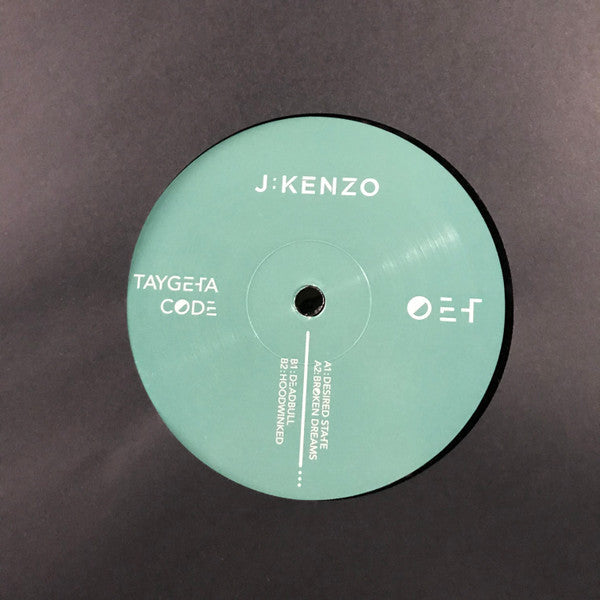 J:KENZO
TAYGETA
CODE
A1:DESIRED STATE
A2:BROKEN DREAMS
B1:DEADBULL
B2:HOODWINKED